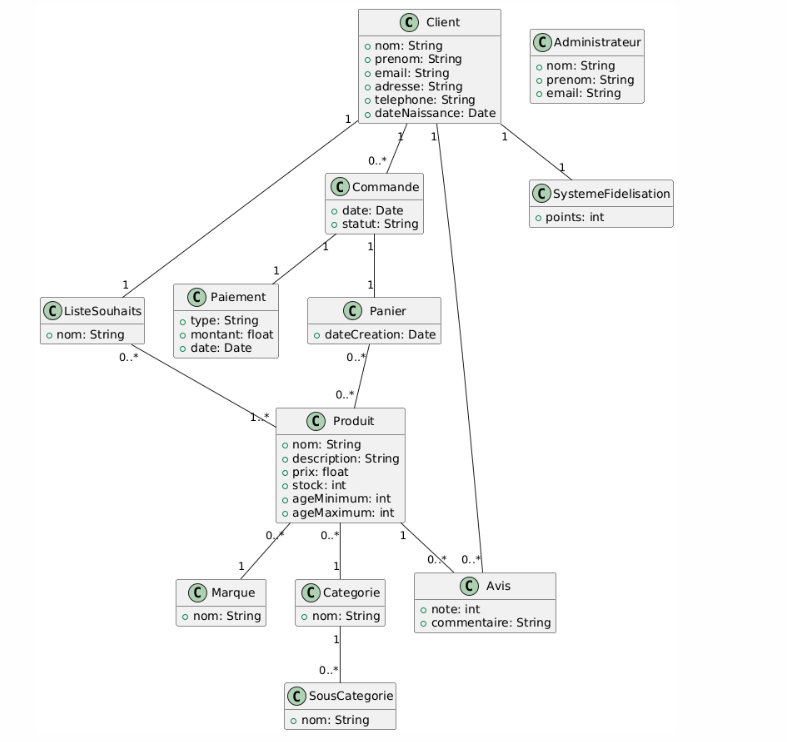 C Client
nom: String
prenom: String
email: String
adresse: String
telephone: String
dateNaissance: Date
C Administrateur
nom: String
prenom: String
email: String
1
1
1
1
0..*
1
C Commande
date: Date
statut: String
C SystemeFidelisation
points: int
1
1
1
1
1
C ListeSouhaits
nom: String
C Paiement
type: String
montant: float
date: Date
C Panier
dateCreation: Date
0..*
0..*
0..*
1..*
C Produit
nom: String
description: String
prix: float
stock: int
ageMinimum: int
ageMaximum: int
0..*
0..*
1
1
1
0..*
0..*
C Marque
nom: String
C Categorie
nom: String
C Avis
note: int
commentaire: String
1
0..*
C SousCategorie
nom: String